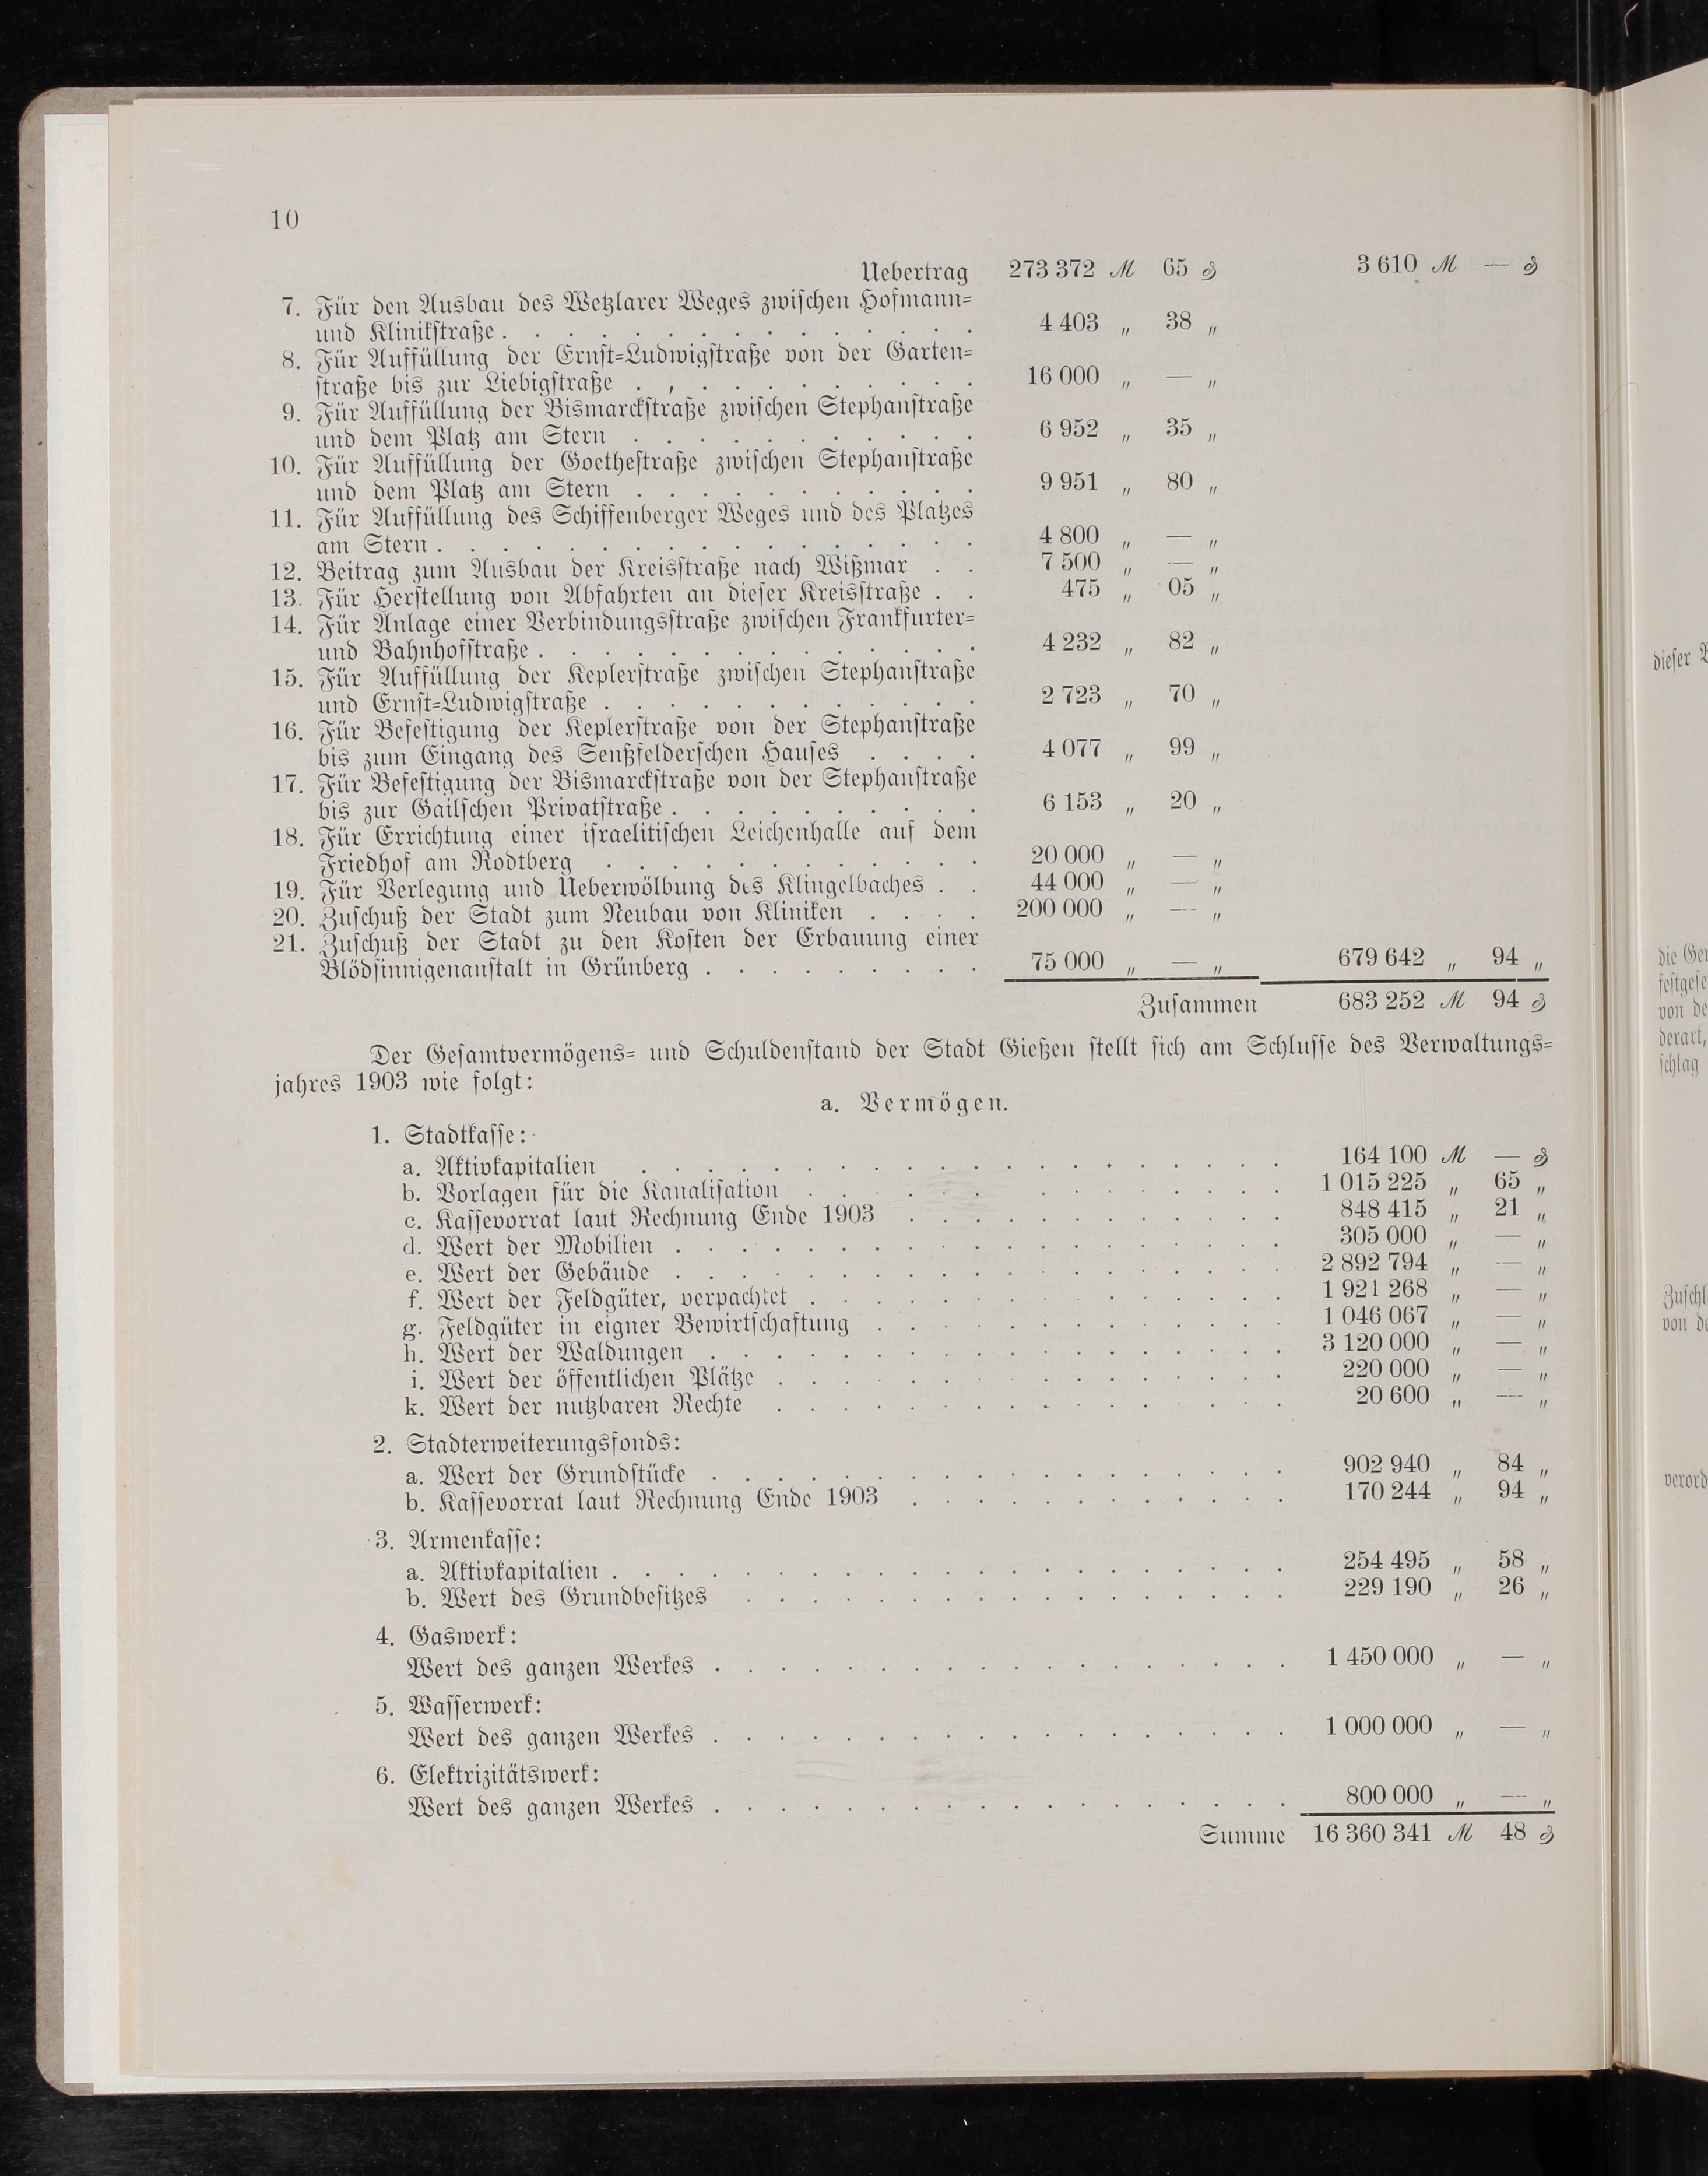 10
Uebertrag 273 372 ℳ 65 ₰ 3 610 ℳ — ₰
7. Für den Ausbau des Wetzlarer Weges zwischen Hofmann-
und Klinikstraße . . . . . . . . . . . . . . 4 403 „ 38 „
8. Für Auffüllung der Ernst-Ludwigstraße von der Garten-
straße bis zur Liebigstraße . , . . . . . . . . . 16 000 „ — „
9. Für Auffüllung der Bismarckstraße zwischen Stephanstraße
und dem Platz am Stern . . . . . . . . . . . 6 952 „ 35 „
10. Für Auffüllung der Goethestraße zwischen Stephanstraße
und dem Platz am Stern . . . . . . . . . . . 9 951 „ 80 „
11. Für Auffüllung des Schiffenberger Weges und des Platzes
am Stern . . . . . . . . . . . . . . . . . 4 800 „ — „
12. Beitrag zum Ausbau der Kreisstraße nach Wißmar . . 7 500 „ — „
13. Für Herstellung von Abfahrten an dieser Kreisstraße . . 475 „ 05 „
14. Für Anlage einer Verbindungsstraße zwischen Frankfurter-
und Bahnhofstraße . . . . . . . . . . . . . . 4 232 „ 82 „
15. Für Auffüllung der Keplerstraße zwischen Stephanstraße
und Ernst-Ludwigstraße . . . . . . . . . . . . 2 723 „ 70 „
16. Für Befestigung der Keplerstraße von der Stephanstraße
bis zum Eingang des Senßfelderschen Hauses . . . . 4 077 „ 99 „
17. Für Befestigung der Bismarckstraße von der Stephanstraße
bis zur Gailschen Privatstraße . . . . . . . . . . 6 153 „ 20 „
18. Für Errichtung einer israelitischen Leichenhalle auf dem
Friedhof am Rodtberg . . . . . . . . . . . . 20 000 „ — „
19. Für Verlegung und Ueberwölbung des Klingelbaches . . 44 000 „ — „
20. Zuschuß der Stadt zum Neubau von Kliniken . . . . 200 000 „ — „
21. Zuschuß der Stadt zu den Kosten der Erbauung einer
Blödsinnigenanstalt in Grünberg . . . . . . . . . 75 000 „ — „ 679 642 „ 94 „
Zusammen 683 252 ℳ 94 ₰
Der Gesamtvermögens- und Schuldenstand der Stadt Gießen stellt sich am Schlusse des Verwaltungs-
jahres 1903 wie folgt:
a. Vermögen.
1. Stadtkasse:
a. Aktivkapitalien . . . . . . . . . . . . . . . . . . . . 164 100 ℳ — ₰
b. Vorlagen für die Kanalisation . . . . . . . . . . . . . . . 1 015 225 „ 65 „
c. Kassevorrat laut Rechnung Ende 1903 . . . . . . . . . . . . 848 415 „ 21 „
d. Wert der Mobilien . . . . . . . . . . . . . . . . . . . 305 000 „ — „
e. Wert der Gebäude . . . . . . . . . . . . . . . . . . . 2 892 794 „ — „
f. Wert der Feldgüter, verpachtet . . . . . . . . . . . . . . . 1 921 268 „ — „
g. Feldgüter in eigner Bewirtschaftung . . . . . . . . . . . . . 1 046 067 „ — „
h. Wert der Waldungen . . . . . . . . . . . . . . . . . . 3 120 000 „ — „
i. Wert der öffentlichen Plätze . . . . . . . . . . . . . . . . 220 000 „ — „
k. Wert der nutzbaren Rechte . . . . . . . . . . . . . . . . 20 600 „ — „
2. Stadterweiterungsfonds:
a. Wert der Grundstücke . . . . . . . . . . . . . . . . . . 902 940 „ 84 „
b. Kassevorrat laut Rechnung Ende 1903 . . . . . . . . . . . . 170 244 „ 94 „
3. Armenkasse:
a. Aktivkapitalien . . . . . . . . . . . . . . . . . . . . . 254 495 „ 58 „
b. Wert des Grundbesitzes . . . . . . . . . . . . . . . . . 229 190 „ 26 „
4. Gaswerk:
Wert des ganzen Werkes . . . . . . . . . . . . . . . . . . 1 450 000 „ — „
5. Wasserwerk:
Wert des ganzen Werkes . . . . . . . . . . . . . . . . . . 1 000 000 „ — „
6. Elektrizitätswerk:
Wert des ganzen Werkes . . . . . . . . . . . . . . . . . . 800 000 „ — „
Summe 16 360 341 ℳ 48 ₰
dieser
die
von de
derart,
schlag
von de